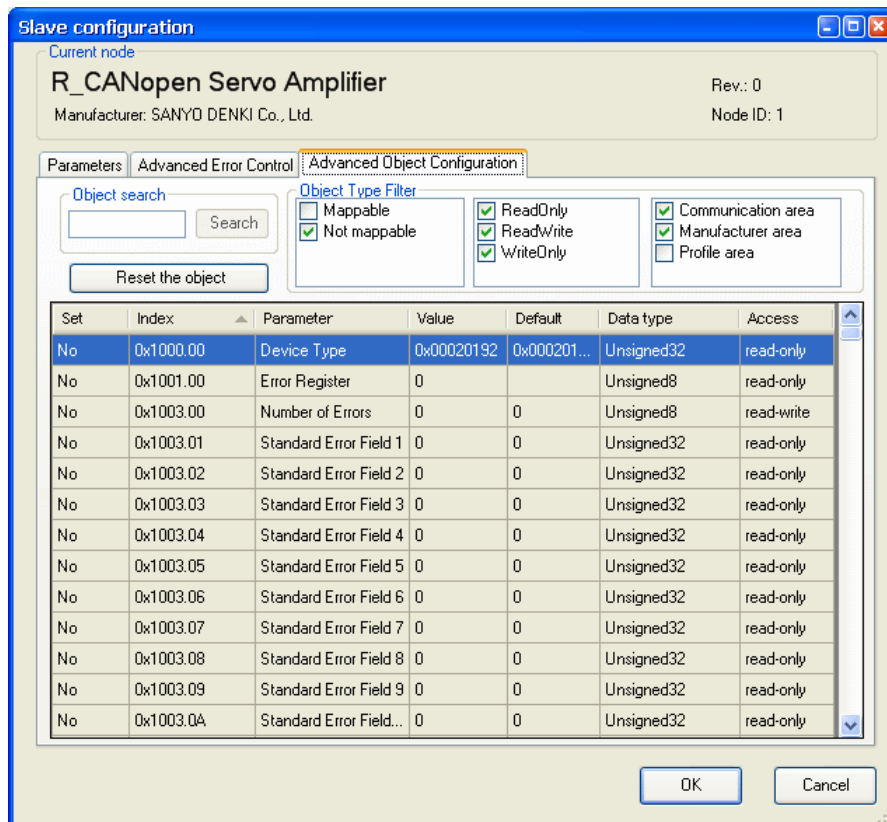 Slave configuration
Current node
R_CANopen Servo Amplifier
Rev.: 0
Manufacturer: SANYO DENKI Co., Ltd.
Node ID: 1
Parameters Advanced Error Control Advanced Object Configuration
Object search
Search
Reset the object
Object Type Filter
Mappable ReadOnly Communication area
Not mappable ReadWrite Manufacturer area
WriteOnly Profile area
Set Index Parameter Value Default Data type Access
No 0x1000.00 Device Type 0x00020192 0x000201... Unsigned32 read-only
No 0x1001.00 Error Register 0 Unsigned8 read-only
No 0x1003.00 Number of Errors 0 0 Unsigned8 read-write
No 0x1003.01 Standard Error Field 1 0 0 Unsigned32 read-only
No 0x1003.02 Standard Error Field 2 0 0 Unsigned32 read-only
No 0x1003.03 Standard Error Field 3 0 0 Unsigned32 read-only
No 0x1003.04 Standard Error Field 4 0 0 Unsigned32 read-only
No 0x1003.05 Standard Error Field 5 0 0 Unsigned32 read-only
No 0x1003.06 Standard Error Field 6 0 0 Unsigned32 read-only
No 0x1003.07 Standard Error Field 7 0 0 Unsigned32 read-only
No 0x1003.08 Standard Error Field 8 0 0 Unsigned32 read-only
No 0x1003.09 Standard Error Field 9 0 0 Unsigned32 read-only
No 0x1003.0A Standard Error Field... 0 0 Unsigned32 read-only
OK Cancel